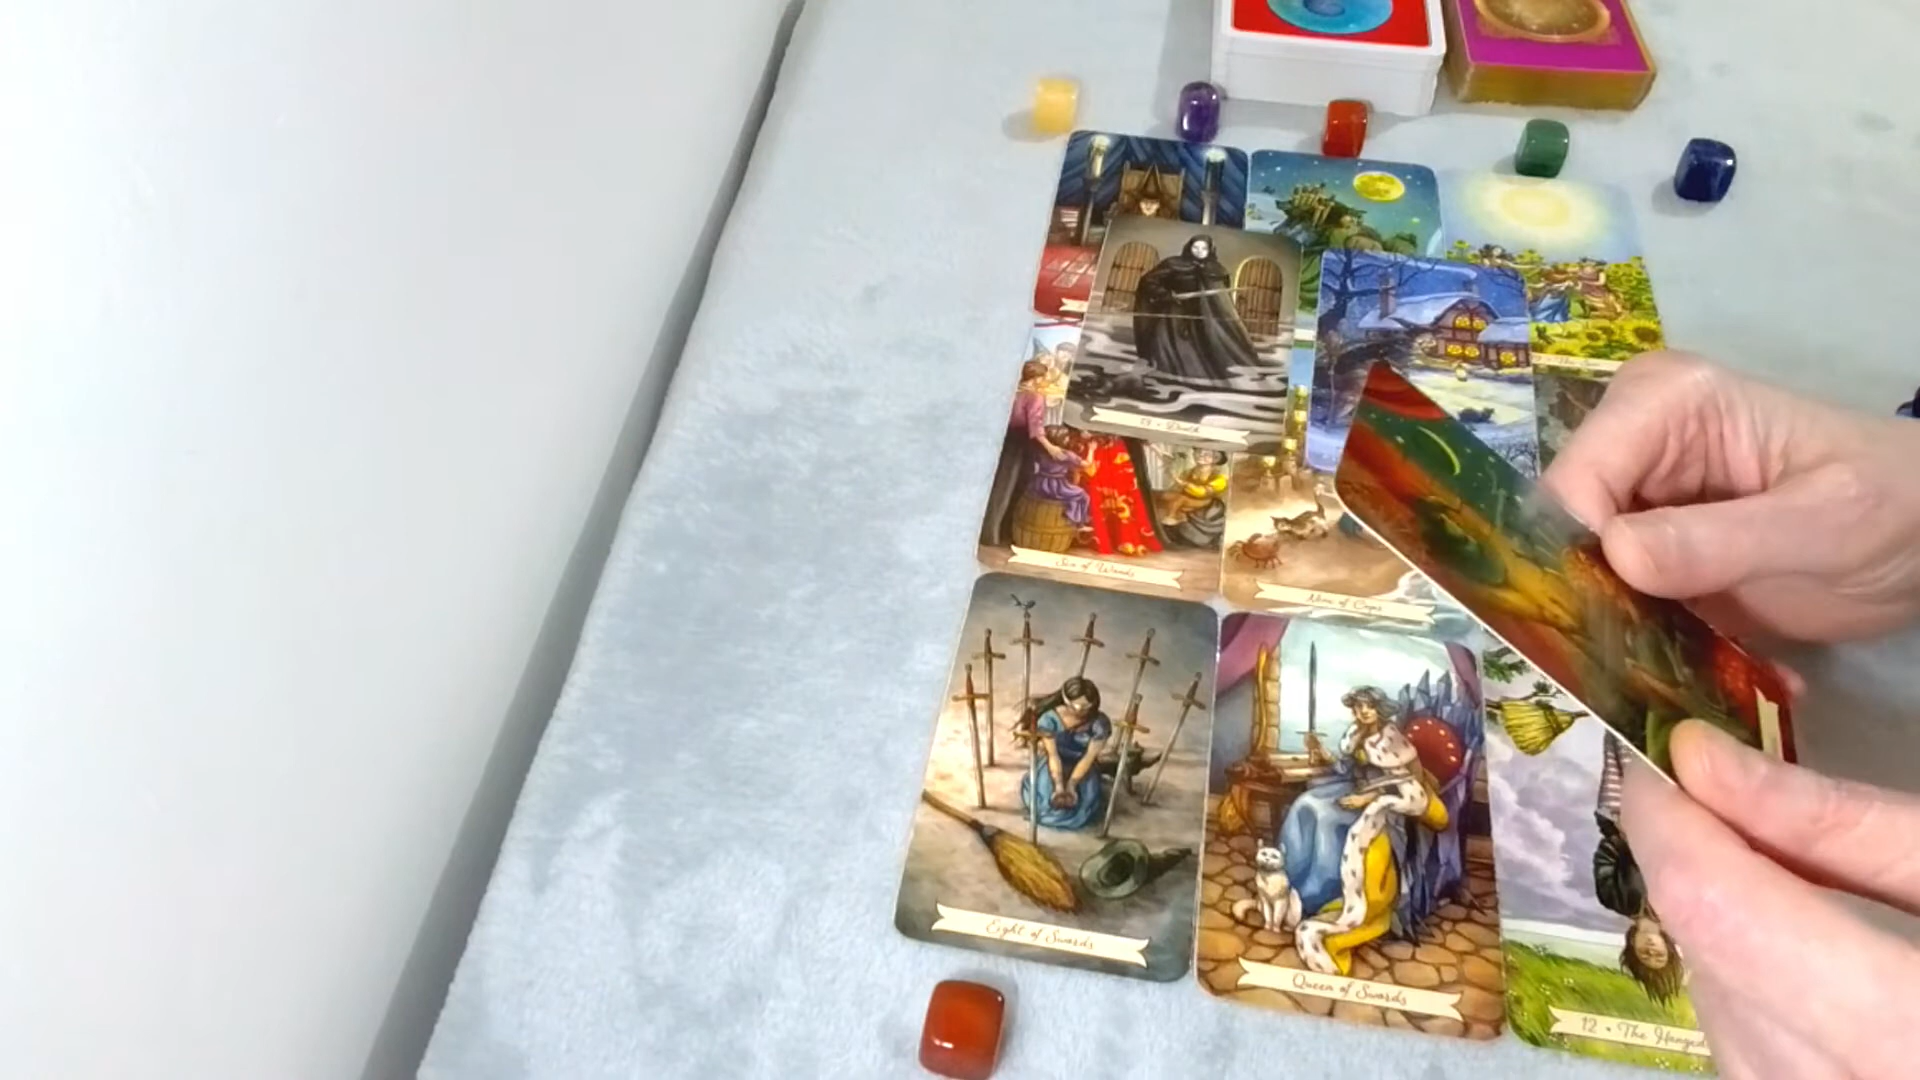 13 • Death
Six of Wands
Nine of Cups
Eight of Swords
Queen of Swords
12 • The Hanged